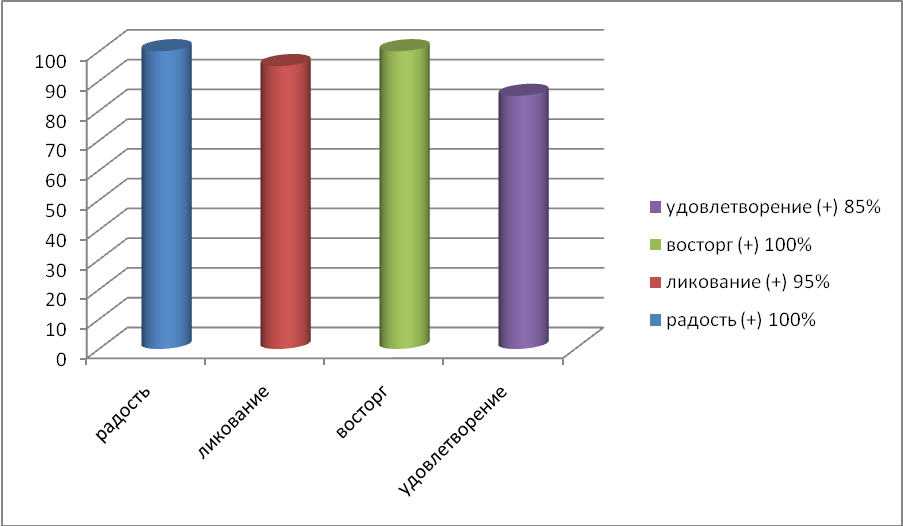 100
90
80
70
60
50
40
30
20
10
0
радость
ликование
восторг
удовлетворение
удовлетворение (+) 85%
восторг (+) 100%
ликование (+) 95%
радость (+) 100%